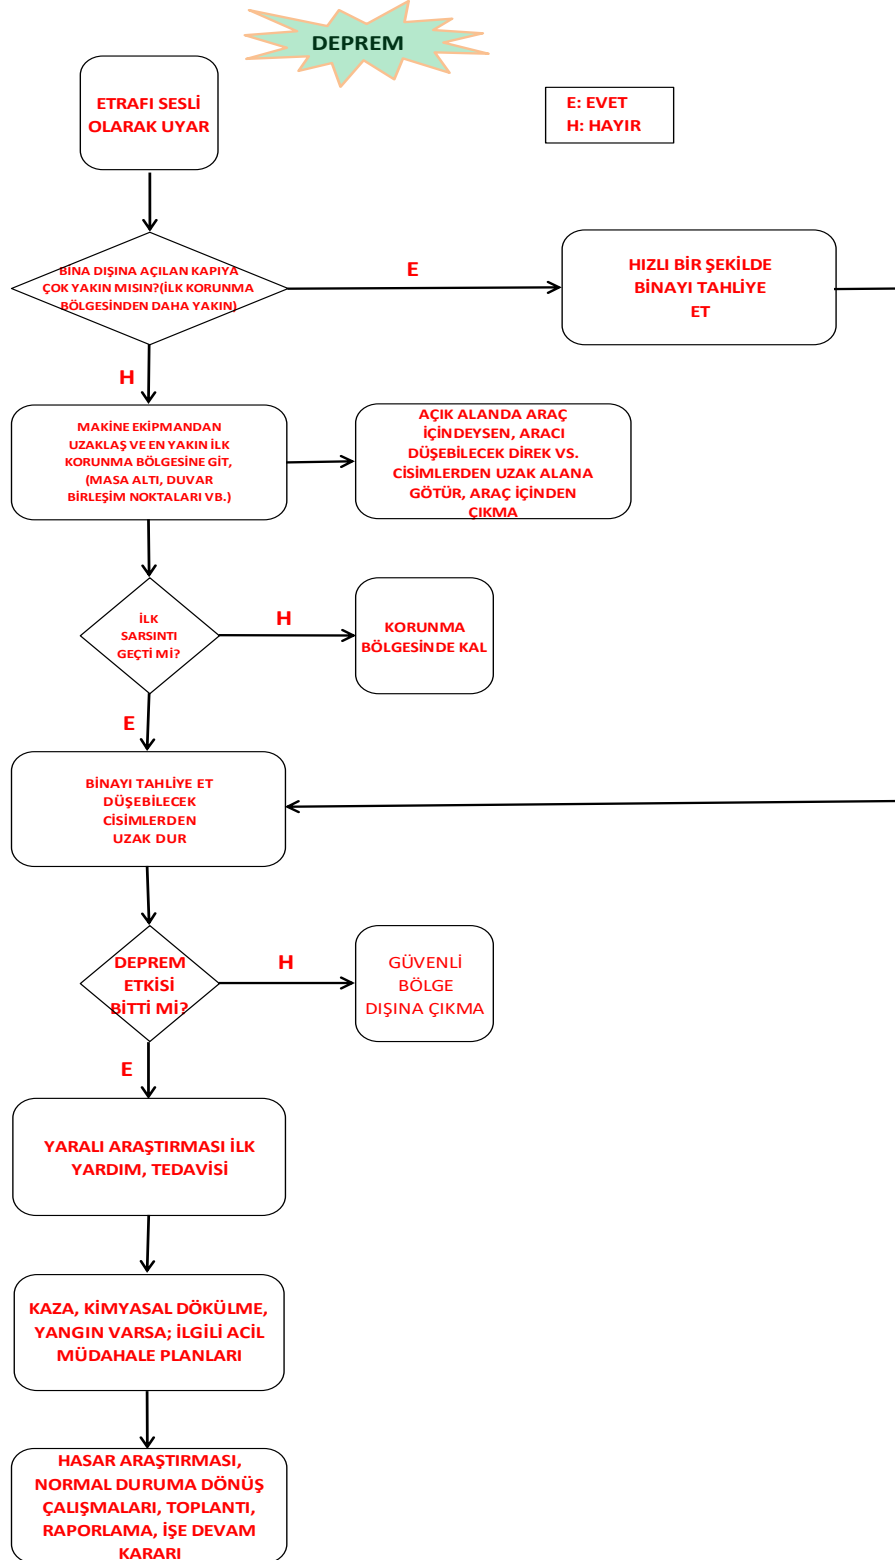 DEPREM
ETRAFI SESLİ
OLARAK UYAR
E: EVET
H: HAYIR
BİNA DIŞINA AÇILAN KAPIYA
ÇOK YAKIN MISIN?(İLK KORUNMA
BÖLGESİNDEN DAHA YAKIN)
E
HIZLI BİR ŞEKİLDE
BİNAYI TAHLİYE
ET
H
MAKİNE EKİPMANDAN
UZAKLAŞ VE EN YAKIN İLK
KORUNMA BÖLGESİNE GİT,
(MASA ALTI, DUVAR
BİRLEŞİM NOKTALARI VB.)
AÇIK ALANDA ARAÇ
İÇİNDEYSEN, ARACI
DÜŞEBİLECEK DİREK VS.
CİSİMLERDEN UZAK ALANA
GÖTÜR, ARAÇ İÇİNDEN
ÇIKMA
İLK
SARSINTI
GEÇTİ Mİ?
H
KORUNMA
BÖLGESİNDE KAL
E
BİNAYI TAHLİYE ET
DÜŞEBİLECEK
CİSİMLERDEN
UZAK DUR
DEPREM
ETKİSİ
BİTTİ Mİ?
H
GÜVENLİ
BÖLGE
DIŞINA ÇIKMA
E
YARALI ARAŞTIRMASI İLK
YARDIM, TEDAVİSİ
KAZA, KİMYASAL DÖKÜLME,
YANGIN VARSA; İLGİLİ ACİL
MÜDAHALE PLANLARI
HASAR ARAŞTIRMASI,
NORMAL DURUMA DÖNÜŞ
ÇALIŞMALARI, TOPLANTI,
RAPORLAMA, İŞE DEVAM
KARARI